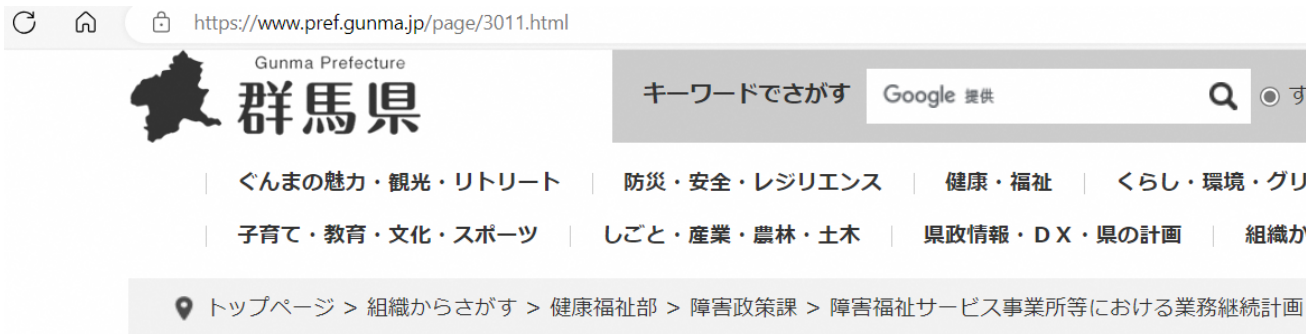 https://www.pref.gunma.jp/page/3011.html
Gunma Prefecture
群馬県
キーワードでさがす Google 提供 す
ぐんまの魅力・観光・リトリート 防災・安全・レジリエンス 健康・福祉 くらし・環境・グリ
子育て・教育・文化・スポーツ しごと・産業・農林・土木 県政情報・DX・県の計画 組織か
トップページ > 組織からさがす > 健康福祉部 > 障害政策課 > 障害福祉サービス事業所等における業務継続計画